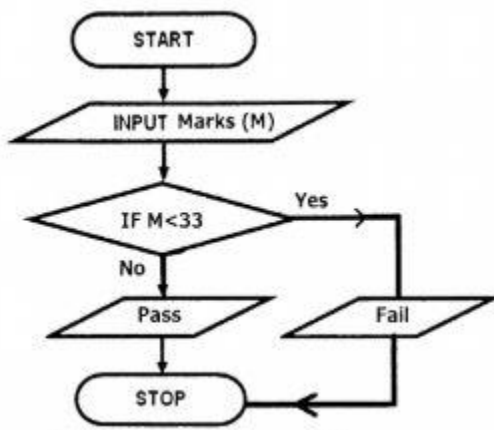 START
INPUT Marks (M)
IF M<33
Yes
No
Pass
Fail
STOP